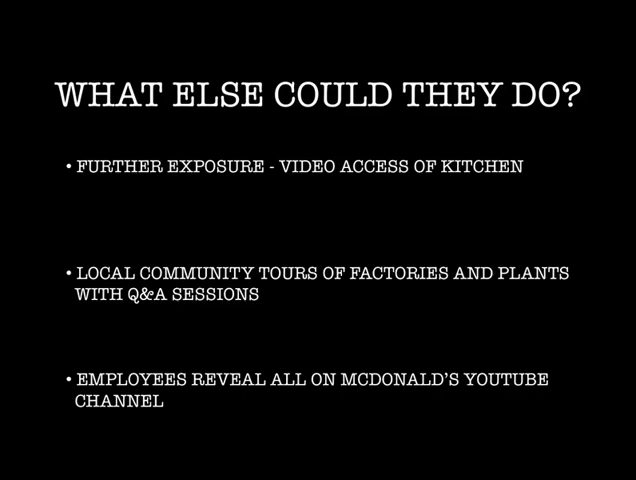 WHAT ELSE COULD THEY DO?
• FURTHER EXPOSURE - VIDEO ACCESS OF KITCHEN
• LOCAL COMMUNITY TOURS OF FACTORIES AND PLANTS
WITH Q&A SESSIONS
• EMPLOYEES REVEAL ALL ON MCDONALD'S YOUTUBE
CHANNEL